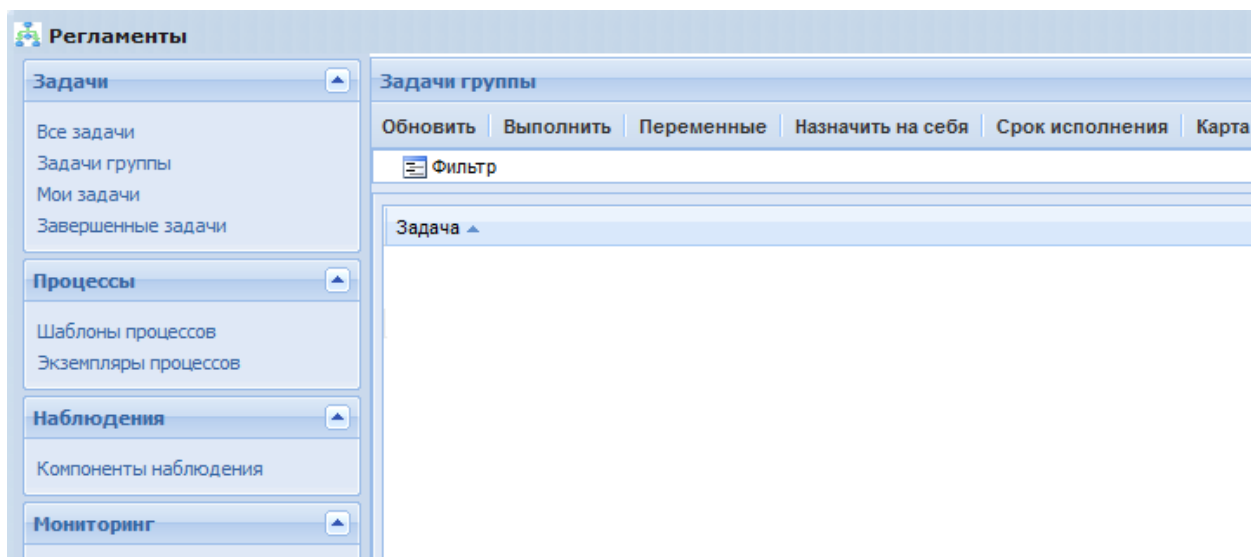 Регламенты
Задачи
Все задачи
Задачи группы
Мои задачи
Завершенные задачи
Процессы
Шаблоны процессов
Экземпляры процессов
Наблюдения
Компоненты наблюдения
Мониторинг
Задачи группы
Обновить Выполнить Переменные Назначить на себя Срок исполнения Карта
Фильтр
Задача